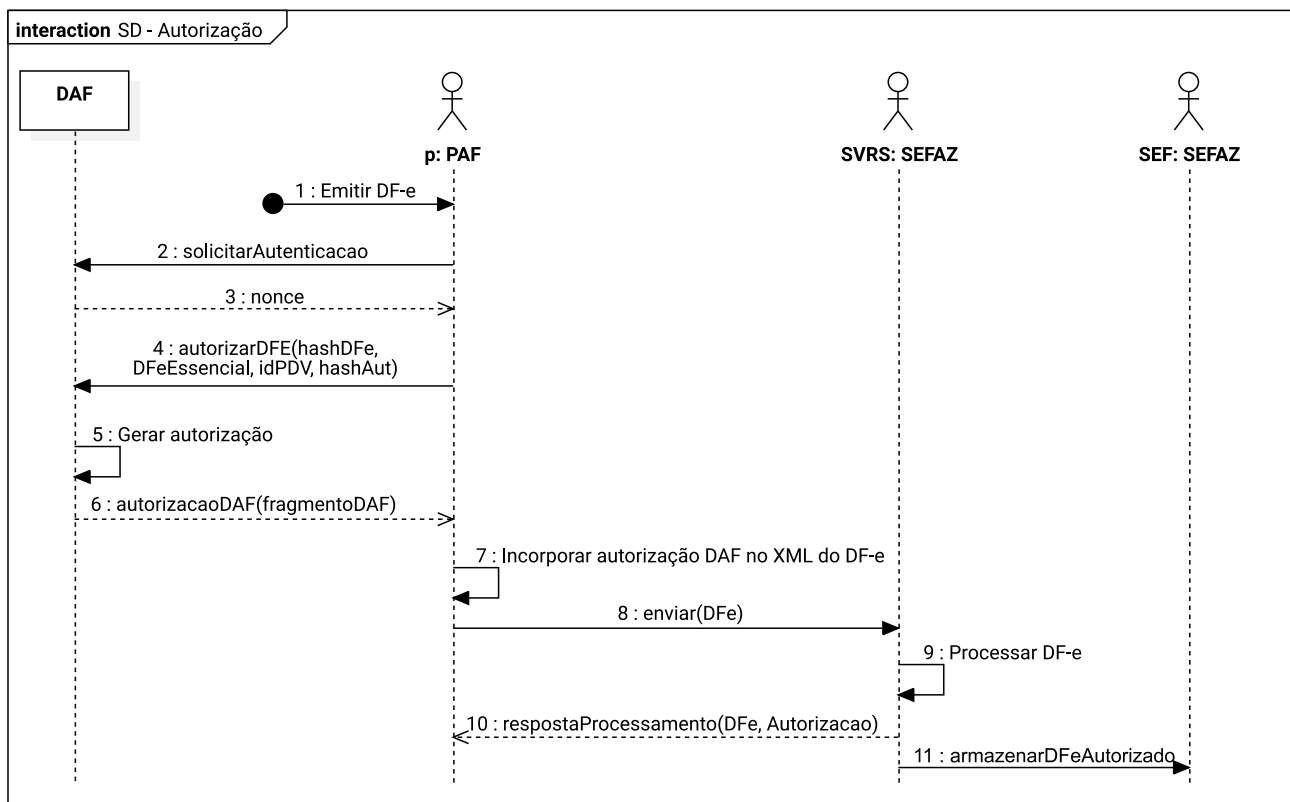 interaction SD - Autorização
DAF
p: PAF
SVRS: SEFAZ
SEF: SEFAZ
1 : Emitir DF-e
2 : solicitarAutenticacao
3 : nonce
4 : autorizarDFE(hashDFe,
DFeEssencial, idPDV, hashAut)
5 : Gerar autorização
6 : autorizacaoDAF(fragmentoDAF)
7 : Incorporar autorização DAF no XML do DF-e
8 : enviar(DFe)
9 : Processar DF-e
10 : respostaProcessamento(DFe, Autorizacao)
11 : armazenarDFeAutorizado